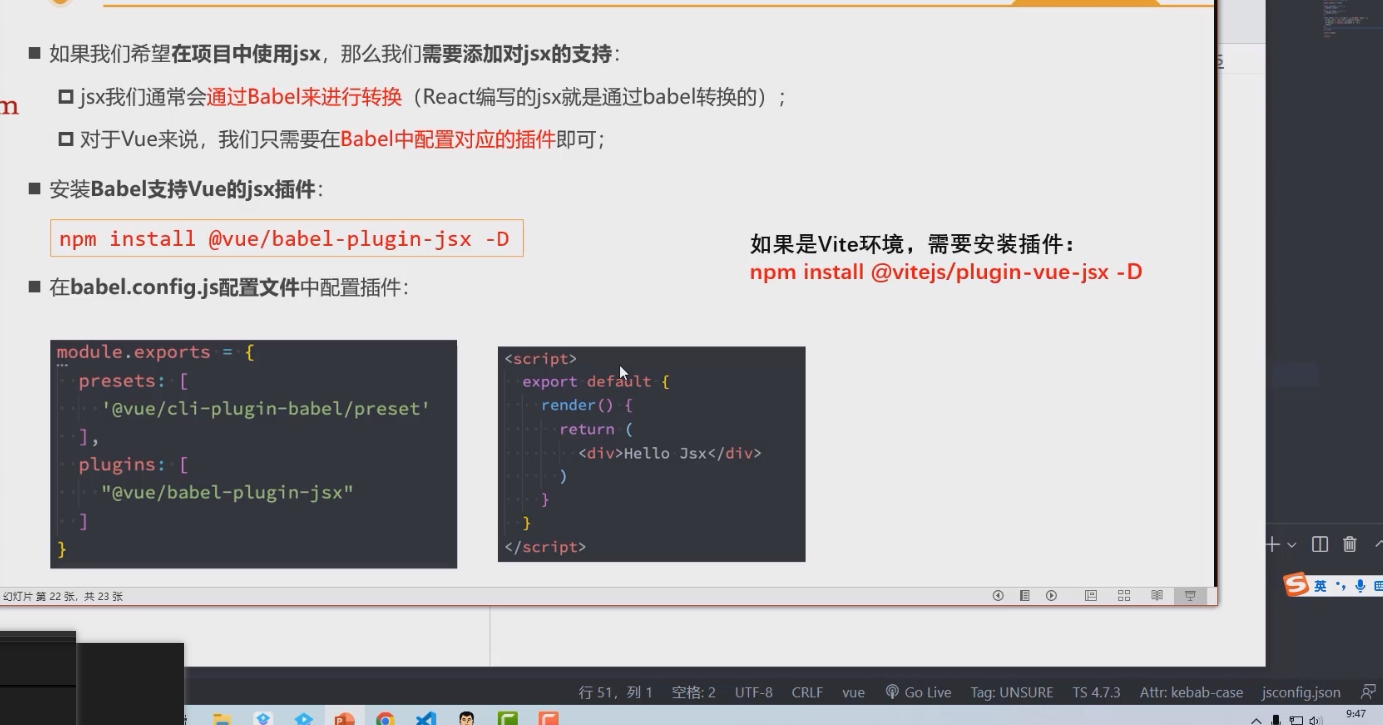 ■ 如果我们希望在项目中使用jsx，那么我们需要添加对jsx的支持：
jsx我们通常会通过Babel来进行转换（React编写的jsx就是通过babel转换的）；
m
对于Vue来说，我们只需要在Babel中配置对应的插件即可；
■ 安装Babel支持Vue的jsx插件：
npm install @vue/babel-plugin-jsx -D
如果是Vite环境，需要安装插件：
npm install @vitejs/plugin-vue-jsx -D
■ 在babel.config.js配置文件中配置插件：
module.exports = {
presets: [
'@vue/cli-plugin-babel/preset'
],
plugins: [
"@vue/babel-plugin-jsx"
]
}
<script>
export default {
render() {
return (
<div>Hello Jsx</div>
)
}
}
</script>
幻灯片 第 22 张，共 23 张
英
行 51，列 1 空格: 2 UTF-8 CRLF vue Go Live Tag: UNSURE TS 4.7.3 Attr: kebab-case jsconfig.json
9:47